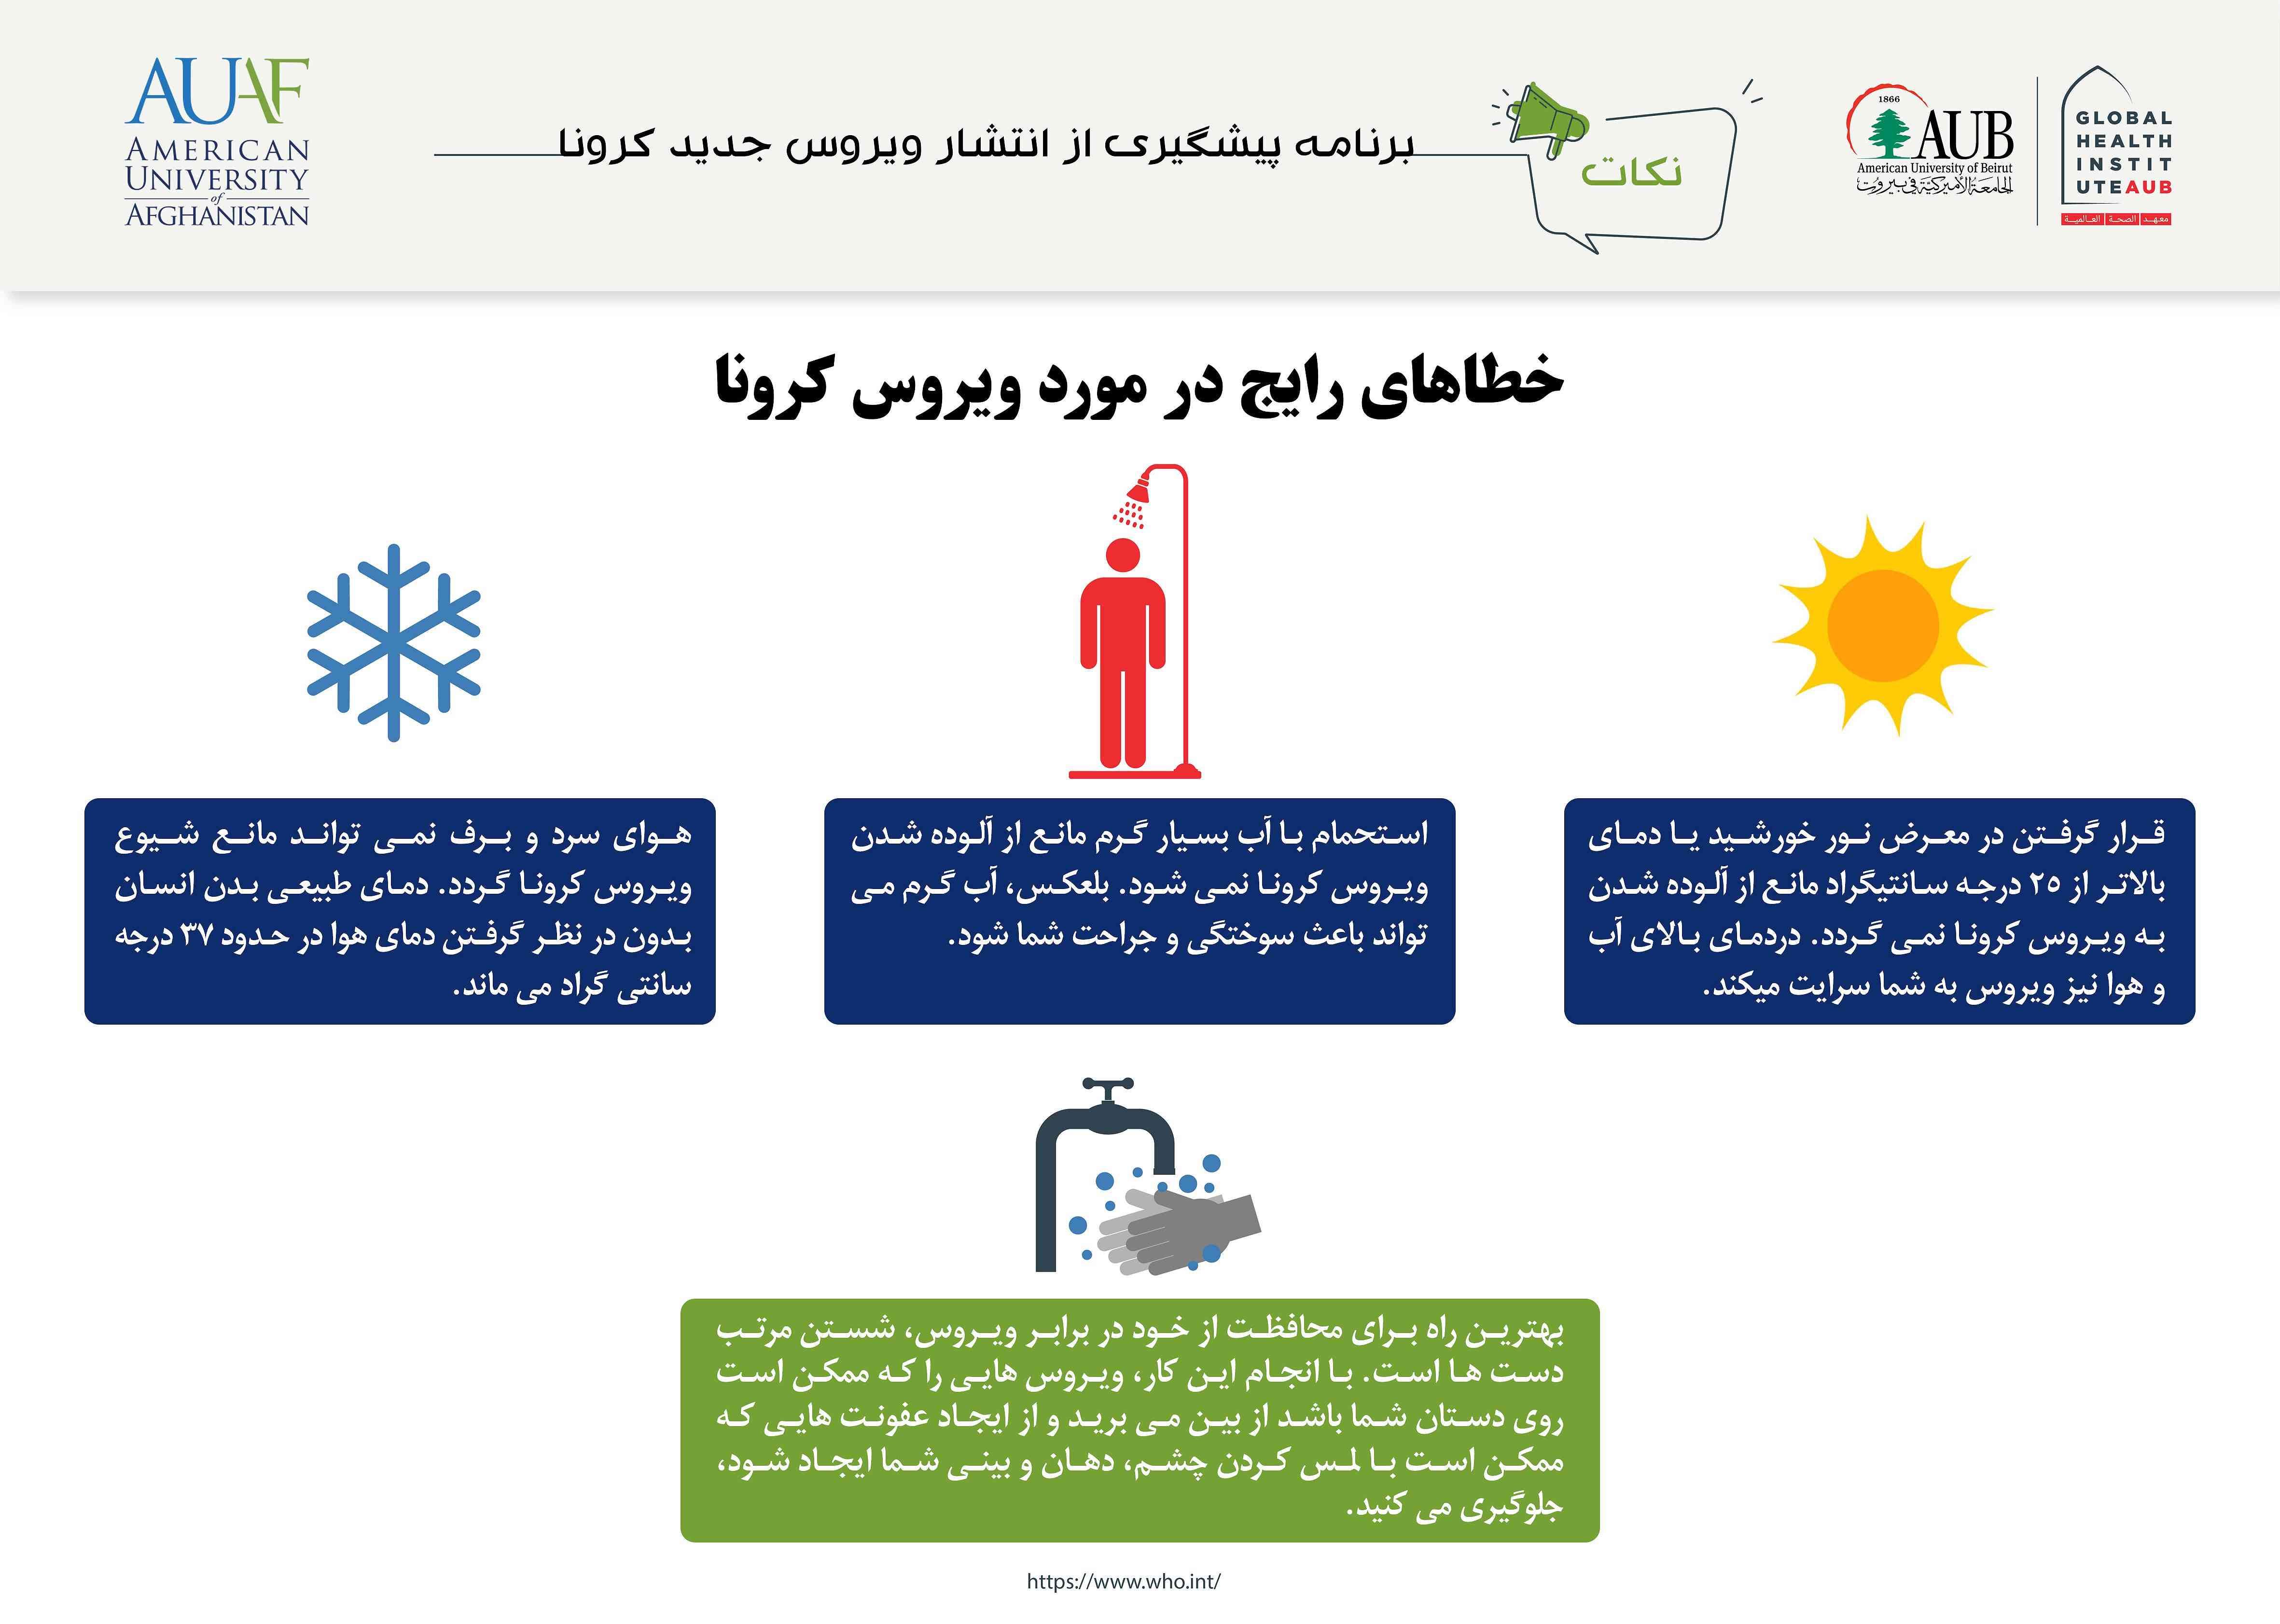 AUAF
AMERICAN
UNIVERSITY
of
AFGHANISTAN
برنامه پیشگیری از انتشار ویروس جدید کرونا
نکات
1866
AUB
American University of Beirut
الجامعة الأميركية في بيروت
GLOBAL
HEALTH
INSTIT
UTEAUB
معهد الصحة العالمية
خطاهای رایج در مورد ویروس کرونا
قرار گرفتن در معرض نور خورشید یا دمای
بالاتر از ۲۵ درجه سانتیگراد مانع از آلوده شدن
به ویروس کرونا نمی گردد. دردمای بالای آب
و هوا نیز ویروس به شما سرایت میکند.
استحمام با آب بسیار گرم مانع از آلوده شدن
ویروس کرونا نمی شود. بلعکس، آب گرم می
تواند باعث سوختگی و جراحت شما شود.
هوای سرد و برف نمی تواند مانع شیوع
ویروس کرونا گردد. دمای طبیعی بدن انسان
بدون در نظر گرفتن دمای هوا در حدود ۳۷ درجه
سانتی گراد می ماند.
بهترین راه برای محافظت از خود در برابر ویروس، شستن مرتب
دست ها است. با انجام این کار، ویروس هایی را که ممکن است
روی دستان شما باشد از بین می برید و از ایجاد عفونت هایی که
ممکن است با لمس کردن چشم، دهان و بینی شما ایجاد شود،
جلوگیری می کنید.
https://www.who.int/